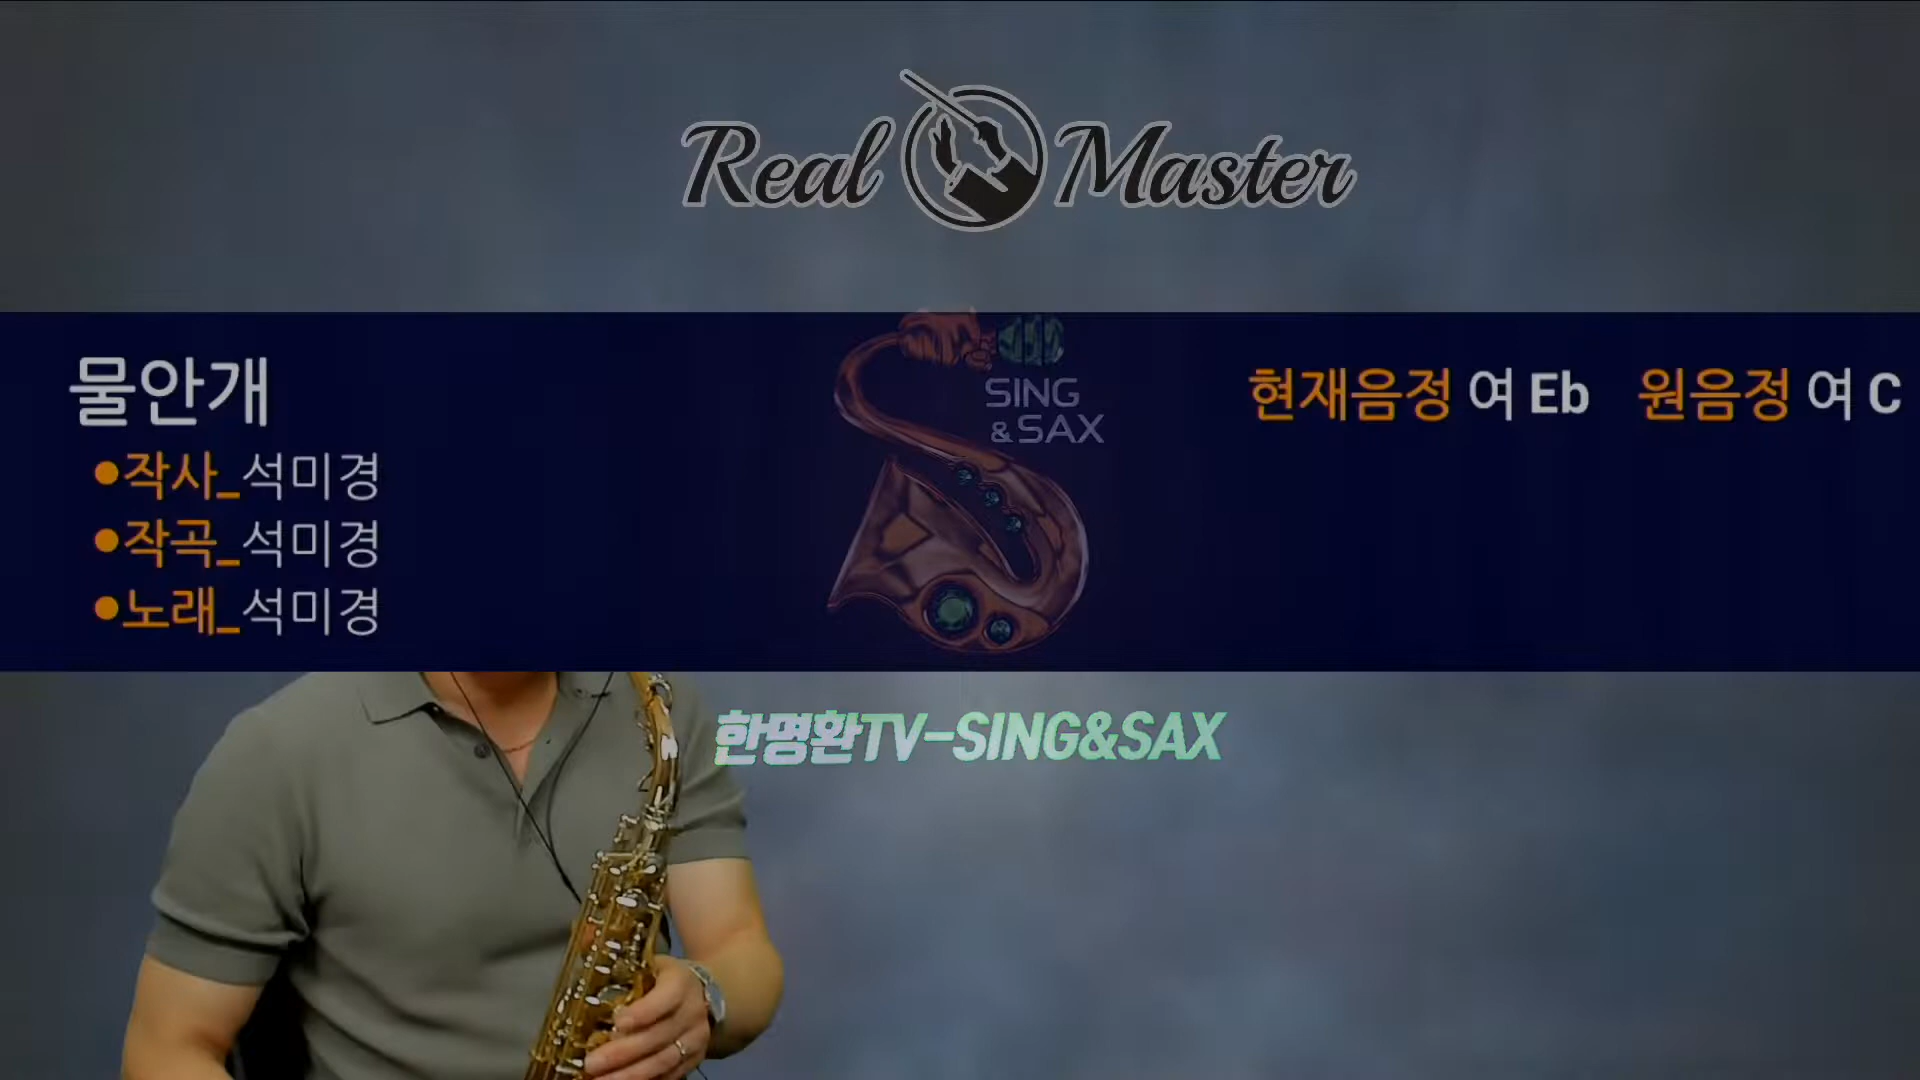 Real Master
물안개
현재음정 여 Eb 원음정 여 C
SING
& SAX
●작사_석미경
●작곡_석미경
●노래_석미경
한명환TV-SING&SAX